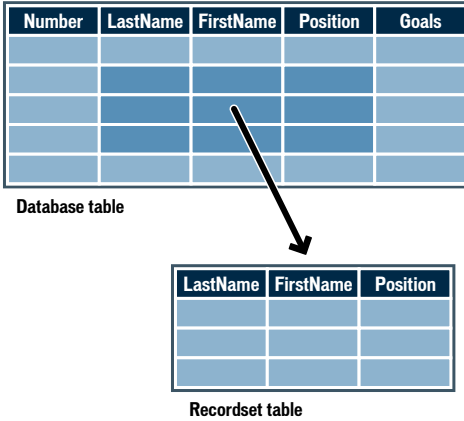 Number LastName FirstName Position Goals
Database table
LastName FirstName Position
Recordset table